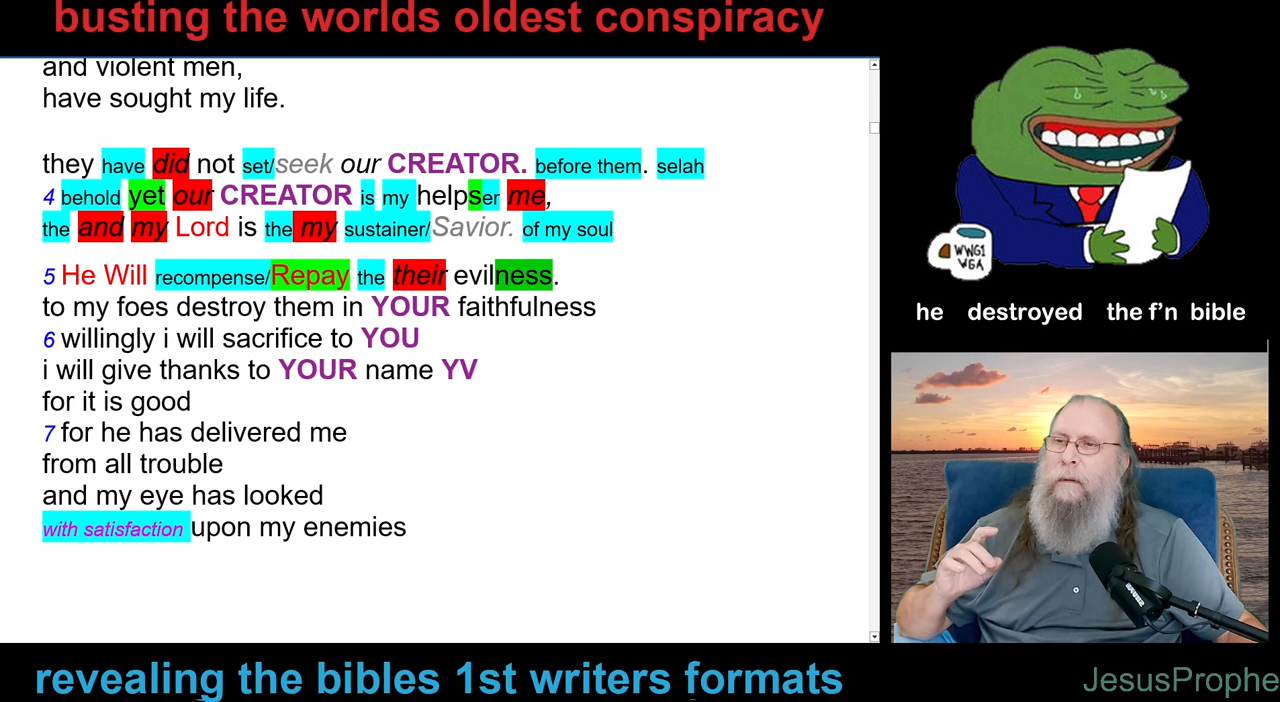 busting the worlds oldest conspiracy
and violent men,
have sought my life.
they have did not set/seek our CREATOR. before them. selah
4 behold yet our CREATOR is my helpser me,
the and my Lord is the my sustainer/Savior. of my soul
5 He Will recompense/Repay the their evilness.
to my foes destroy them in YOUR faithfulness
6 willingly i will sacrifice to YOU
i will give thanks to YOUR name YV
for it is good
7 for he has delivered me
from all trouble
and my eye has looked
with satisfaction upon my enemies
WWG1
WGA
he destroyed the f'n bible
revealing the bibles 1st writers formats
JesusProphe